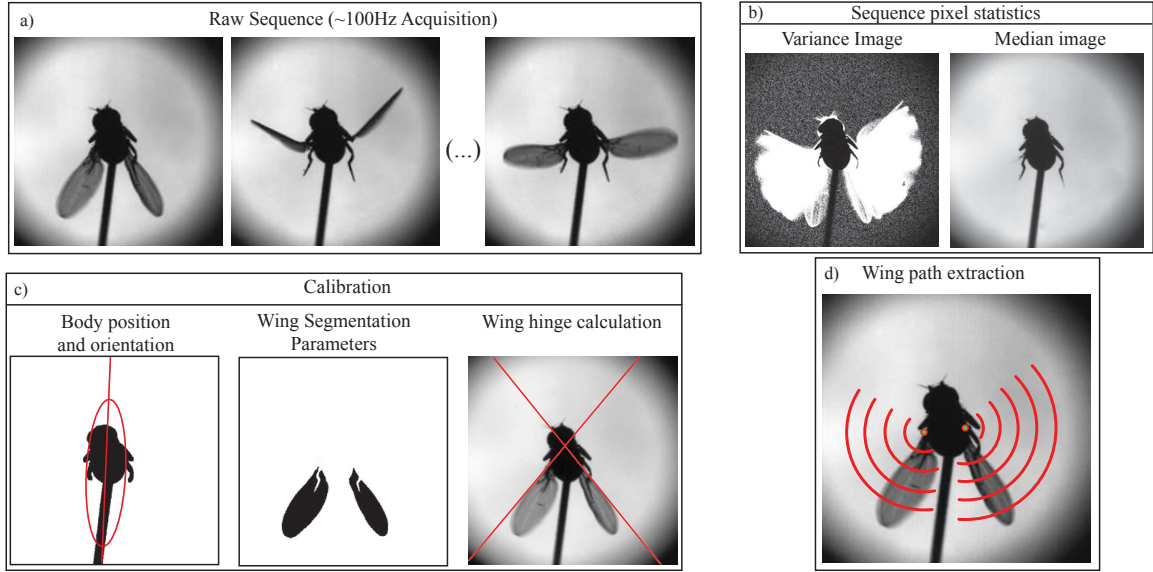 a)
Raw Sequence (~100Hz Acquisition)
(...)
b)
Sequence pixel statistics
Variance Image
Median image
c)
Calibration
Body position
and orientation
Wing Segmentation
Parameters
Wing hinge calculation
d)
Wing path extraction